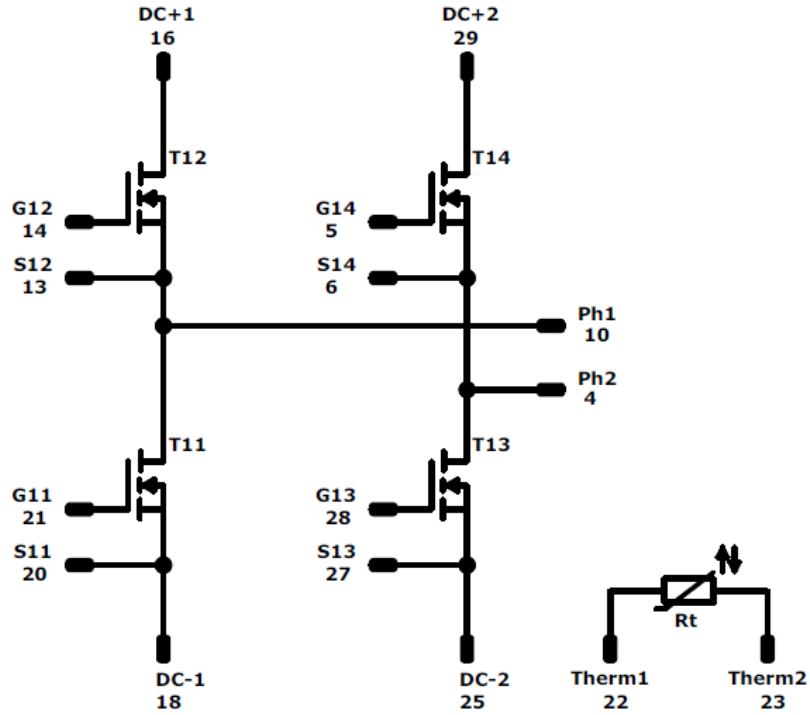 DC+1
16
DC+2
29
T12
T14
G12
14
G14
5
S12
13
S14
6
Ph1
10
Ph2
4
T11
T13
G11
21
G13
28
S11
20
S13
27
Rt
DC-1
18
DC-2
25
Therm1
22
Therm2
23